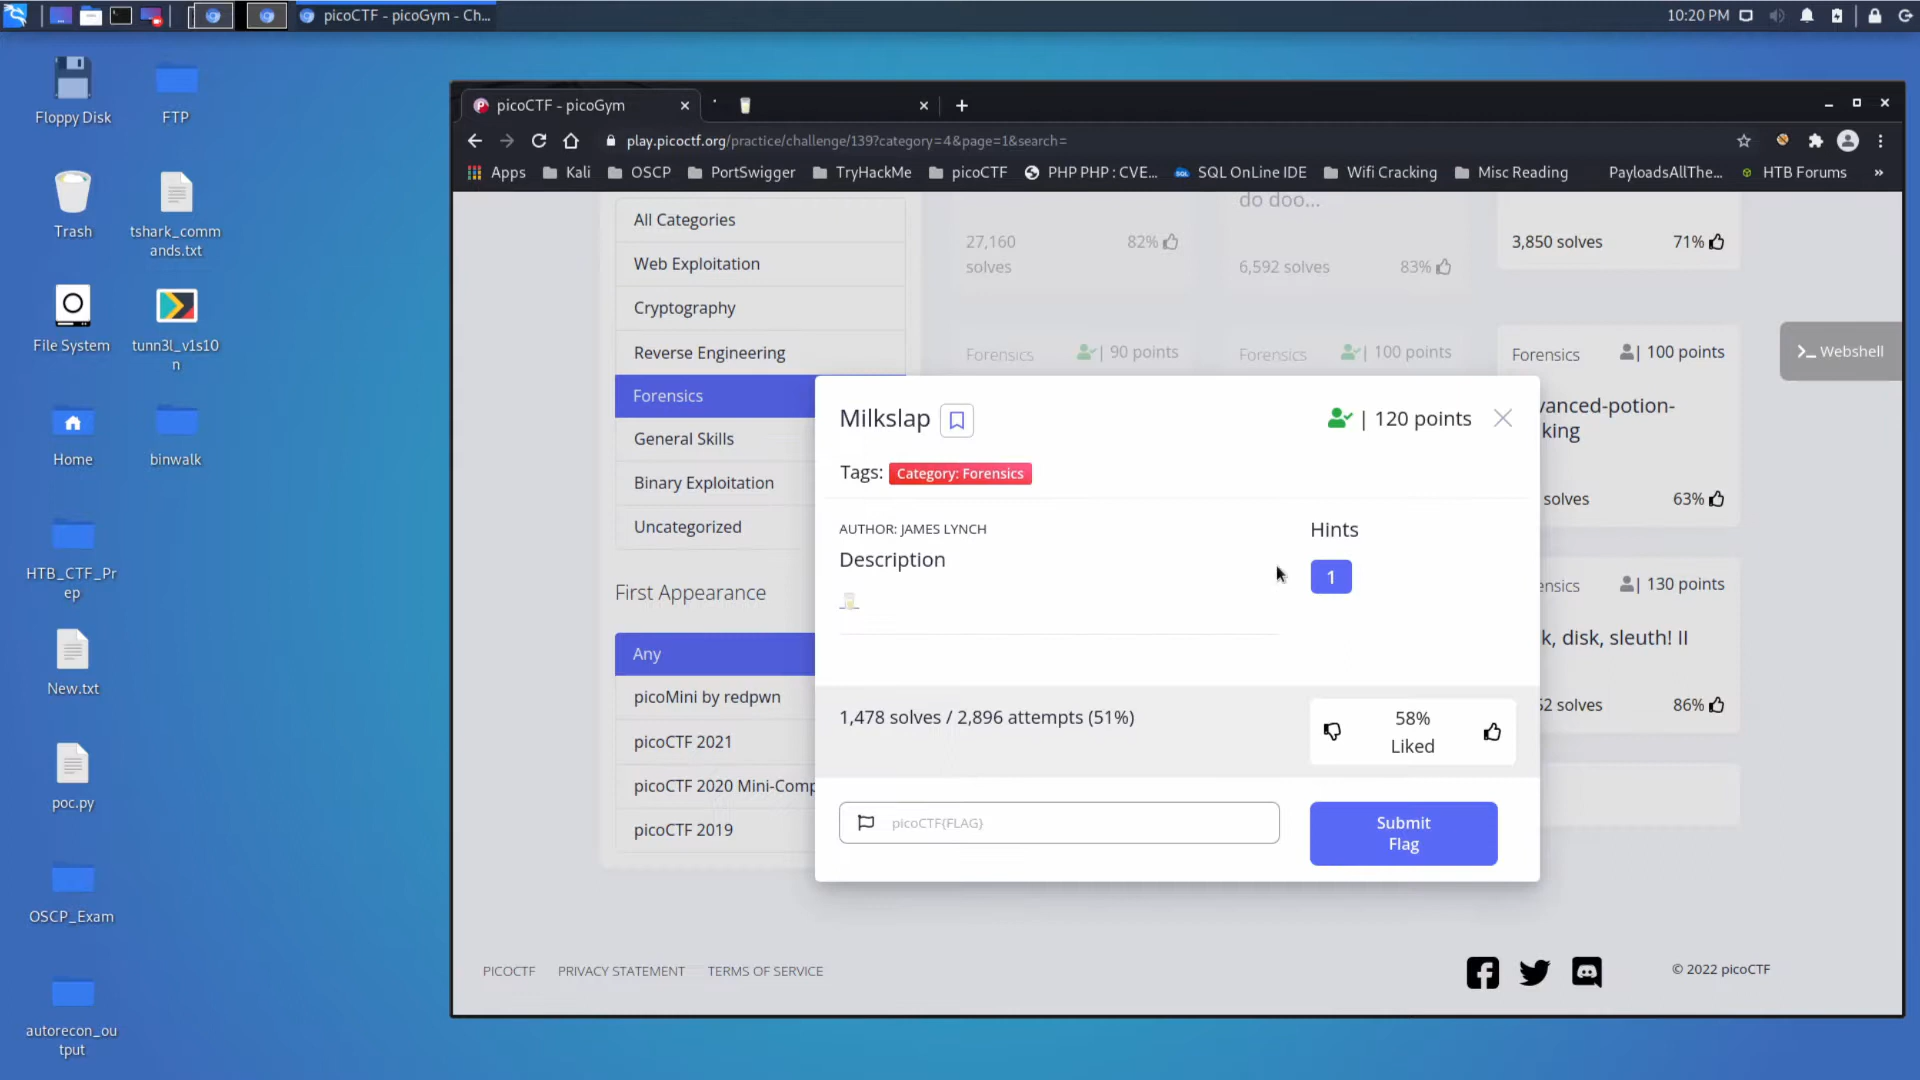 picoCTF - picoGym - Ch...
10:20 PM
Floppy Disk
FTP
Trash
tshark_comm
ands.txt
File System
tunn3l_v1s10
n
Home
binwalk
HTB_CTF_Pr
ep
New.txt
poc.py
OSCP_Exam
autorecon_ou
tput
picoCTF - picoGym
play.picoctf.org/practice/challenge/139?category=4&page=1&search=
Apps
Kali
OSCP
PortSwigger
TryHackMe
picoCTF
PHP PHP : CVE...
SQL OnLine IDE
Wifi Cracking
Misc Reading
PayloadsAllThe...
HTB Forums
»
All Categories
Web Exploitation
Cryptography
Reverse Engineering
Forensics
General Skills
Binary Exploitation
Uncategorized
First Appearance
Any
picoMini by redpwn
picoCTF 2021
picoCTF 2020 Mini-Comp
picoCTF 2019
27,160
solves
82%
do doo...
6,592 solves
83%
3,850 solves
71%
Forensics
| 90 points
Forensics
| 100 points
Forensics
| 100 points
vanced-potion-
king
solves
63%
ensics
| 130 points
k, disk, sleuth! II
52 solves
86%
>_ Webshell
Milkslap
| 120 points
Tags: Category: Forensics
AUTHOR: JAMES LYNCH
Description
Hints
1
1,478 solves / 2,896 attempts (51%)
58%
Liked
picoCTF{FLAG}
Submit
Flag
PICOCTF
PRIVACY STATEMENT
TERMS OF SERVICE
© 2022 picoCTF